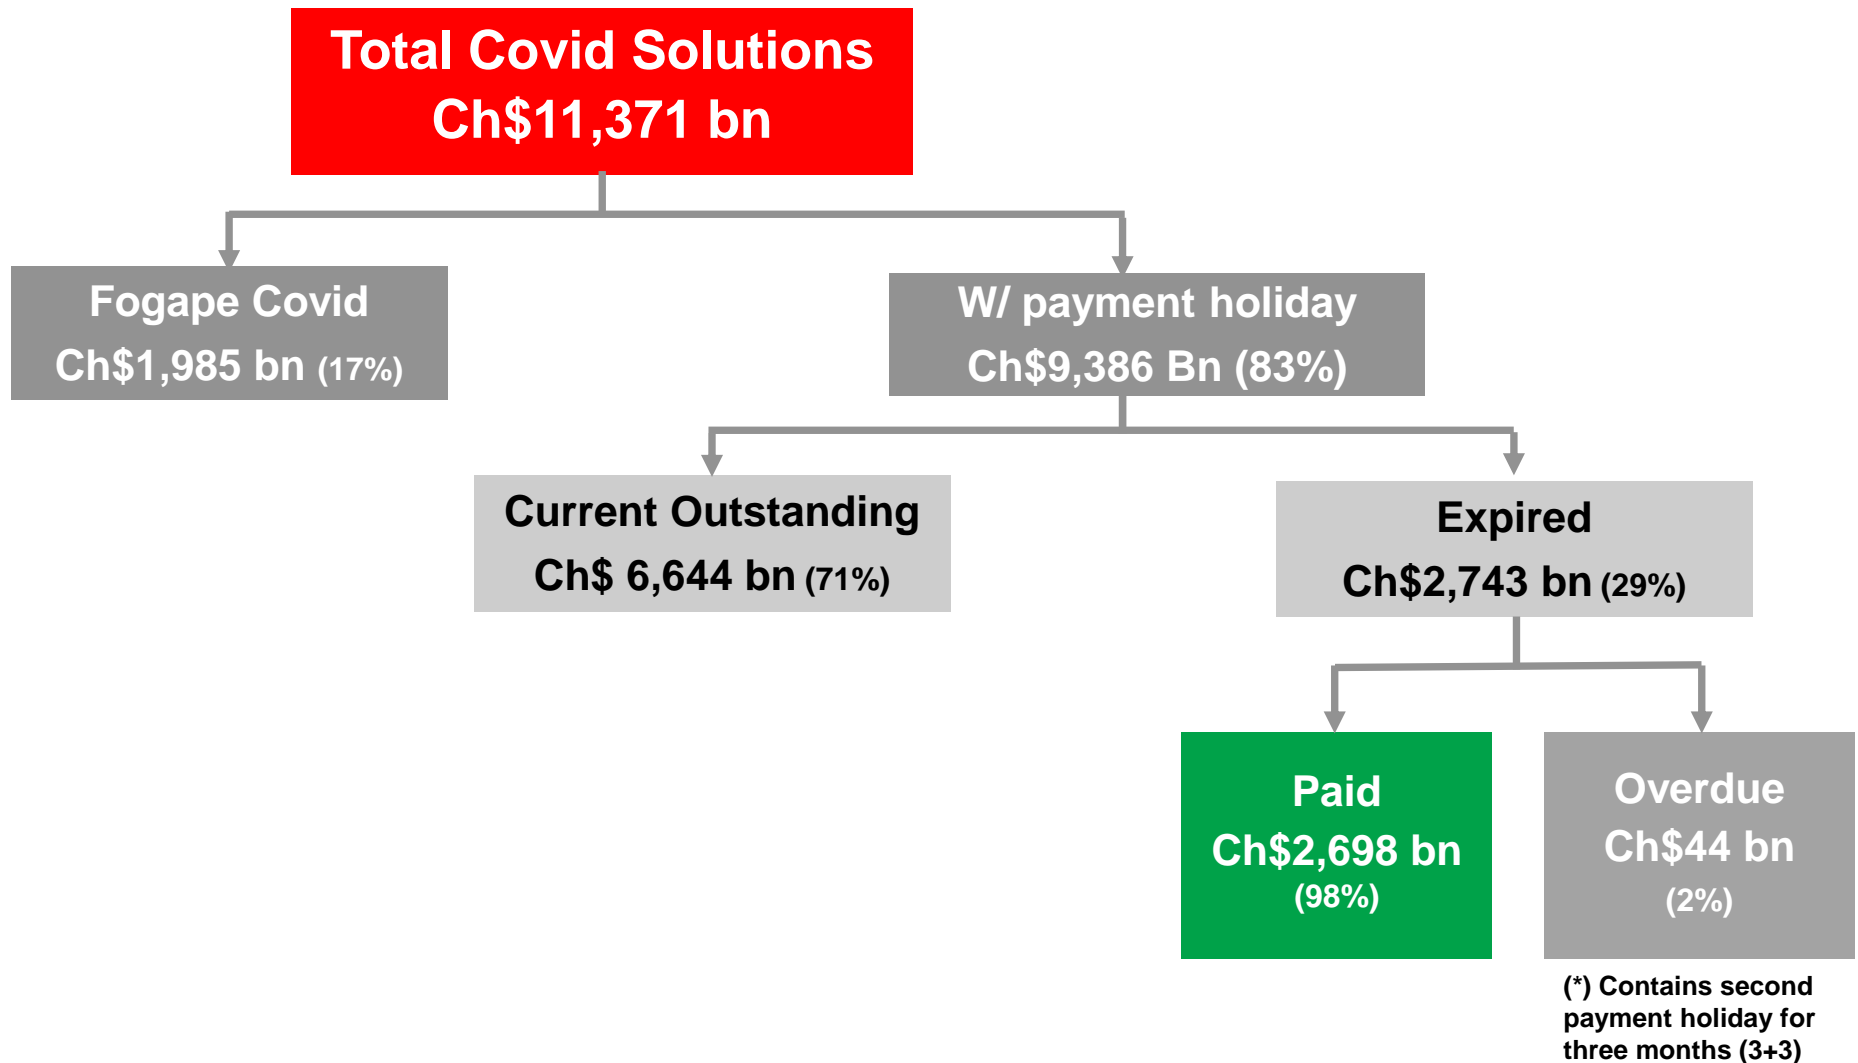 Total Covid Solutions
Ch$11,371 bn
Fogape Covid
Ch$1,985 bn (17%)
W/ payment holiday
Ch$9,386 Bn (83%)
Current Outstanding
Ch$ 6,644 bn (71%)
Expired
Ch$2,743 bn (29%)
Paid
Ch$2,698 bn
(98%)
Overdue
Ch$44 bn
(2%)
(*) Contains second
payment holiday for
three months (3+3)